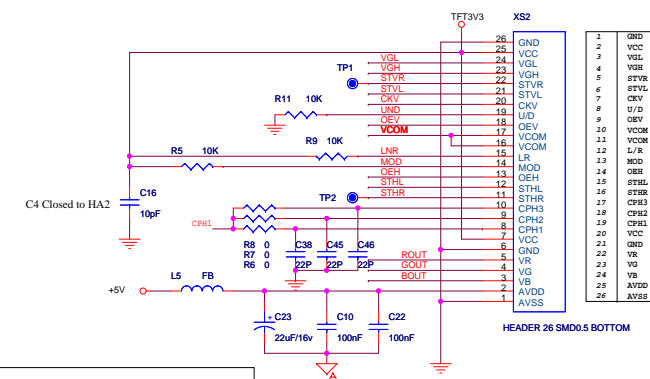 TFT3V3
XS2
26 GND
25 VCC
VGL 24 VGL
VGH 23 VGH
TP1 STVR 22 STVR
STVL 21 STVL
CKV 20 CKV
R11 10K UND 19 U/D
OEV 18 OEV
VCOM 17 VCOM
16 VCOM
R5 10K R9 10K LNR 15 LR
MOD 14 MOD
OEH 13 OEH
STHL 12 STHL
TP2 STHR 11 STHR
10 CPH3
9 CPH2
8 CPH1
7 VCC
6 GND
ROUT 5 VR
GOUT 4 VG
BOUT 3 VB
2 AVDD
1 AVSS
HEADER 26 SMD0.5 BOTTOM
C4 Closed to HA2
C16
10pF
CPH1
R8 0
R7 0
R6 0
C38 C45 C46
22P 22P 22P
L5 FB
+5V
+ C23
22uF/16v
C10
100nF
C22
100nF
A
1 GND
2 VCC
3 VGL
4 VGH
5 STVR
6 STVL
7 CKV
8 U/D
9 OEV
10 VCOM
11 VCOM
12 L/R
13 MOD
14 OEH
15 STHL
16 STHR
17 CPH3
18 CPH2
19 CPH1
20 VCC
21 GND
22 VR
23 VG
24 VB
25 AVDD
26 AVSS